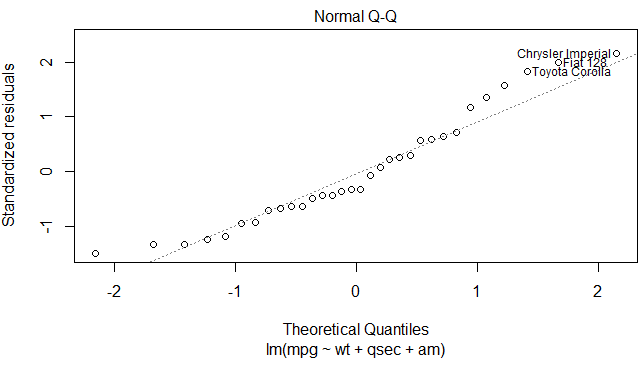 Normal Q-Q
Standardized residuals
2
1
0
-1
Chrysler Imperial
Fiat 128
Toyota Corolla
-2
-1
0
1
2
Theoretical Quantiles
lm(mpg ~ wt + qsec + am)